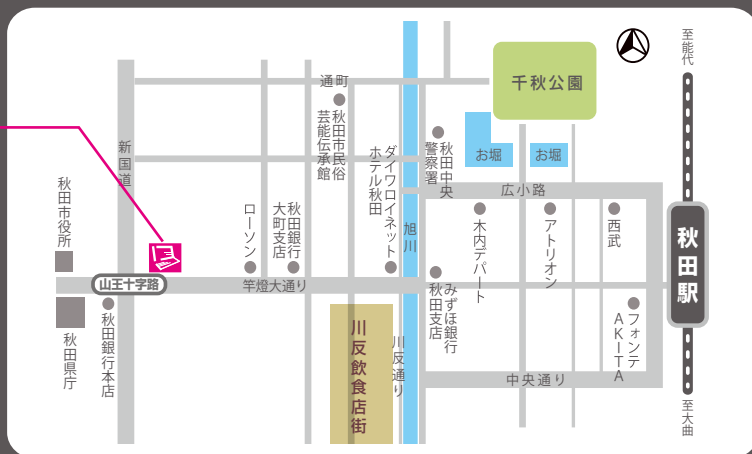 至能代
千秋公園
通町
新国道
秋田市民俗
芸能伝承館
秋田中央
警察署
お堀
お堀
ダイワロイネット
ホテル秋田
広小路
秋田市役所
ローソン
秋田銀行
大町支店
旭川
木内デパート
アトリオン
西武
秋田駅
山王十字路
竿燈大通り
みずほ銀行
秋田支店
フォンテ
AKITA
秋田県庁
秋田銀行本店
川反飲食店街
川反通り
中央通り
至大曲